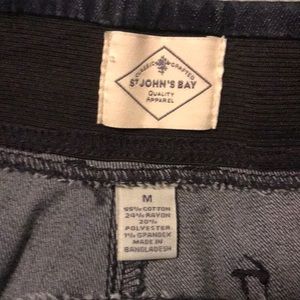 CLASSIC CRAFTED
ST JOHN'S BAY
QUALITY
APPAREL
M
55% COTTON
24% RAYON
20%
POLYESTER
1% SPANDEX
MADE IN
BANGLADESH